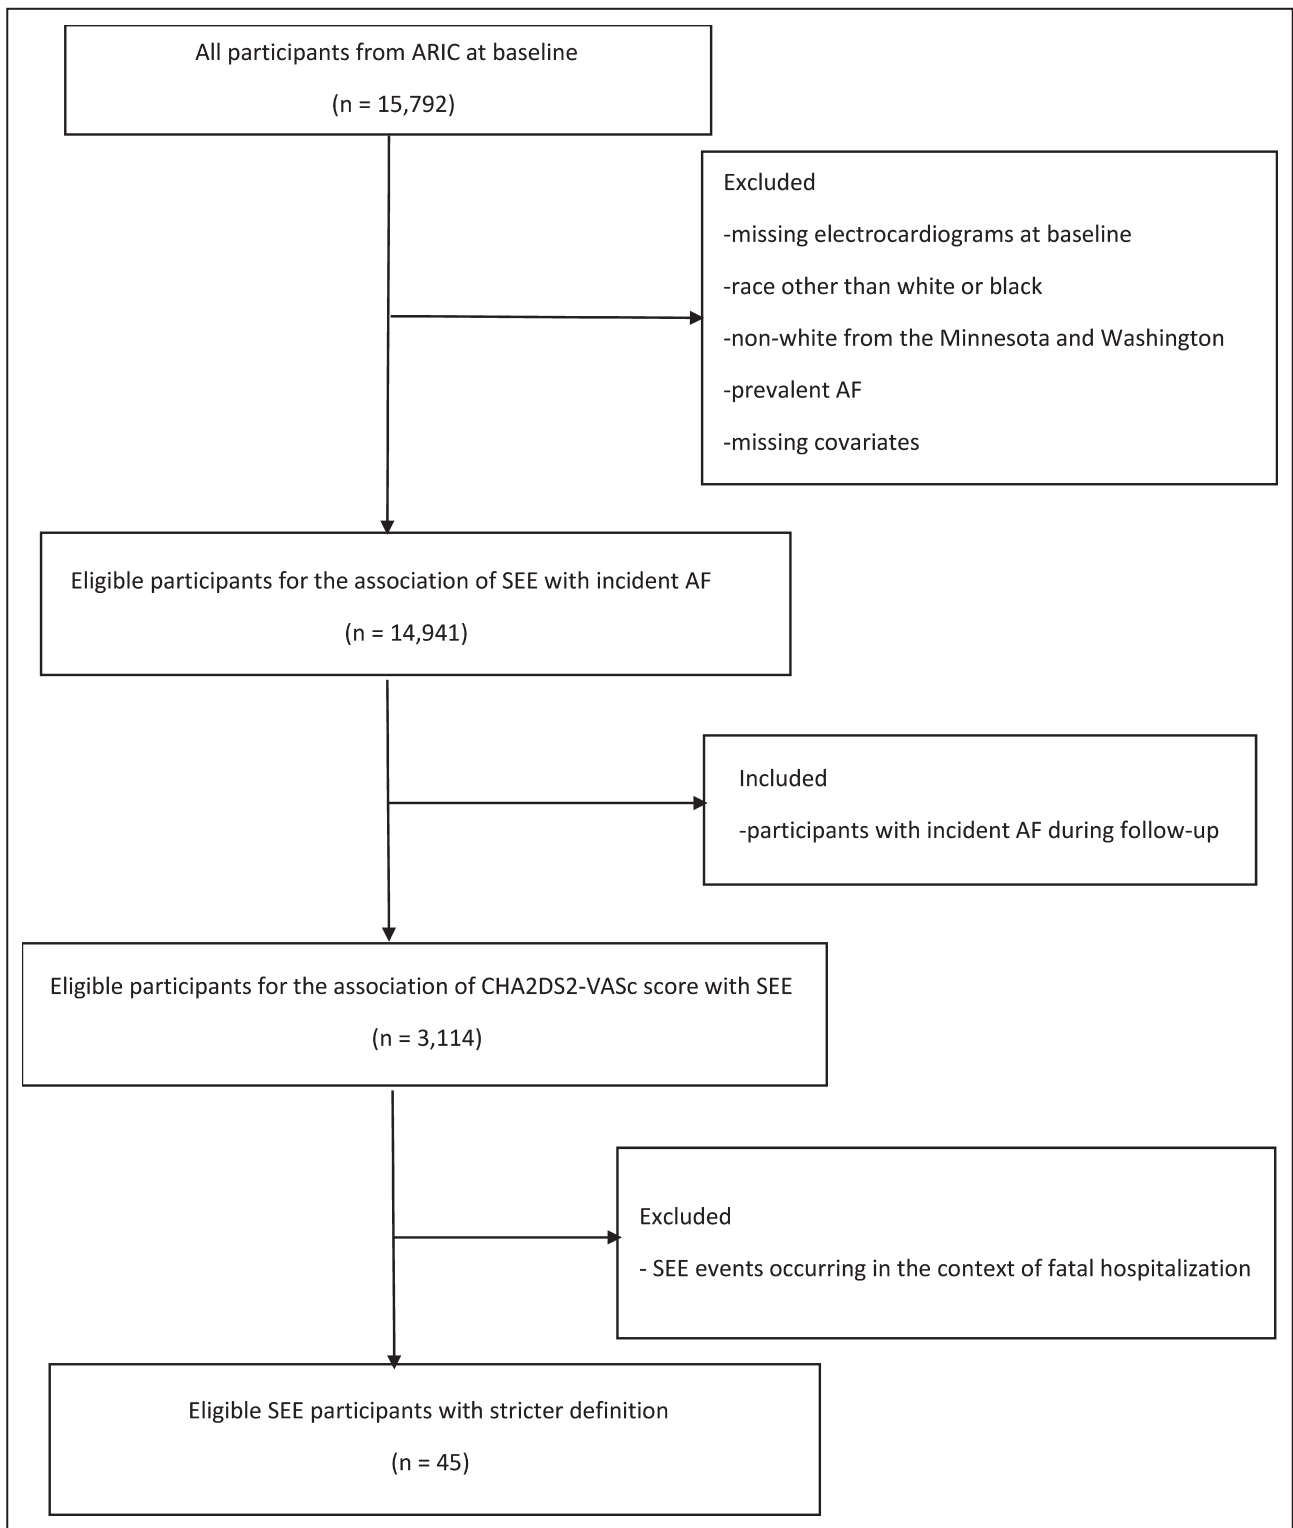 All participants from ARIC at baseline
(n = 15,792)
Excluded
-missing electrocardiograms at baseline
-race other than white or black
-non-white from the Minnesota and Washington
-prevalent AF
-missing covariates
Eligible participants for the association of SEE with incident AF
(n = 14,941)
Included
-participants with incident AF during follow-up
Eligible participants for the association of CHA2DS2-VASc score with SEE
(n = 3,114)
Excluded
- SEE events occurring in the context of fatal hospitalization
Eligible SEE participants with stricter definition
(n = 45)